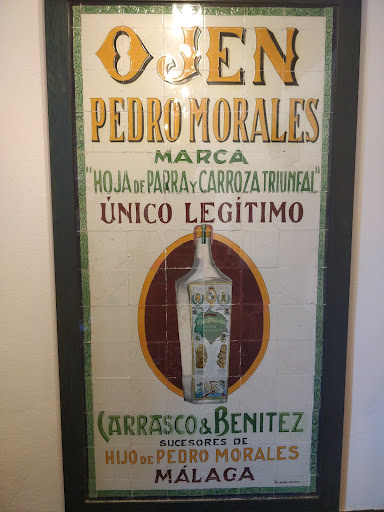 OJEN
PEDRO MORALES
MARCA
"HOJA DE PARRA Y CARROZA TRIUNFAL"
ÚNICO LEGÍTIMO
CARRASCO & BENITEZ
SUCESORES DE
HIJO DE PEDRO MORALES
MÁLAGA